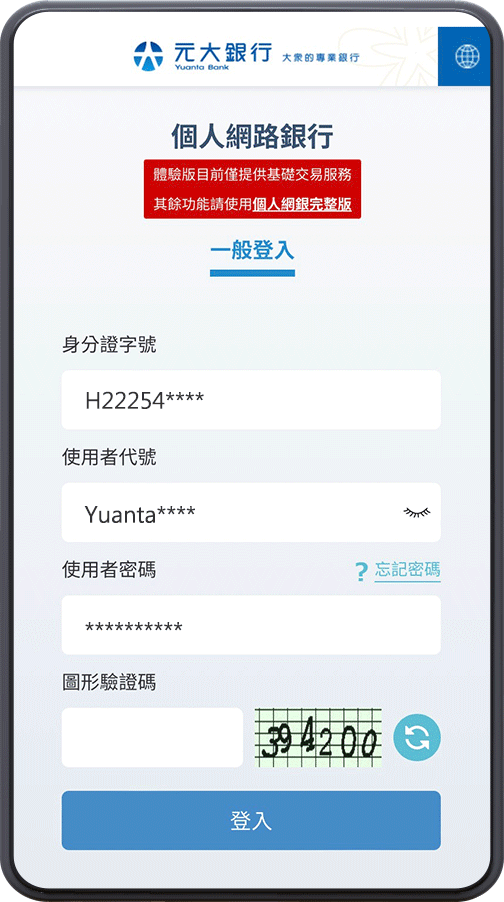 元大銀行 大眾的專業銀行
Yuanta Bank
個人網路銀行
體驗版目前僅提供基礎交易服務
其餘功能請使用個人網銀完整版
一般登入
身分證字號
H22254****
使用者代號
Yuanta****
使用者密碼 ? 忘記密碼
**********
圖形驗證碼
394200
登入